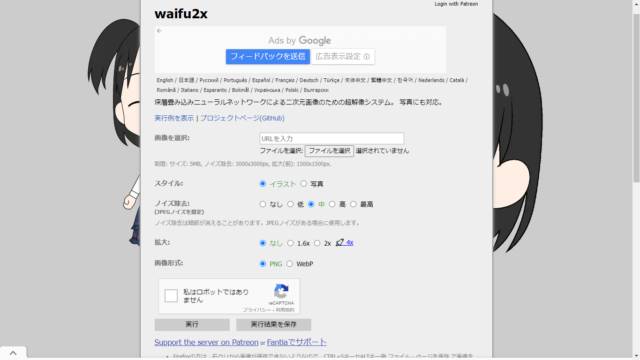 Login with Patreon
waifu2x
Ads by Google
フィードバックを送信 広告表示設定
English / 日本語 / Русский / Português / Español / Français / Deutsch / Türkçe / 简体中文 / 繁體中文 / 한국어 / Nederlands / Català /
Română / Italiano / Esperanto / Bokmål / Українська / Polski / Български
深層畳み込みニューラルネットワークによる二次元画像のための超解像システム。 写真にも対応。
実行例を表示 | プロジェクトページ(GitHub)
画像を選択: URLを入力
ファイルを選択: ファイルを選択 選択されていません
制限: サイズ: 5MB, ノイズ除去: 3000x3000px, 拡大(前): 1500x1500px.
スタイル: イラスト 写真
ノイズ除去: なし 低 中 高 最高
(JPEGノイズを想定)
ノイズ除去は細部が消えることがあります。JPEGノイズがある場合に使用します。
拡大: なし 1.6x 2x 4x
画像形式: PNG WebP
私はロボットではあり
ません
reCAPTCHA
プライバシー - 利用規約
実行 実行結果を保存
Support the server on Patreon or Fantiaでサポート